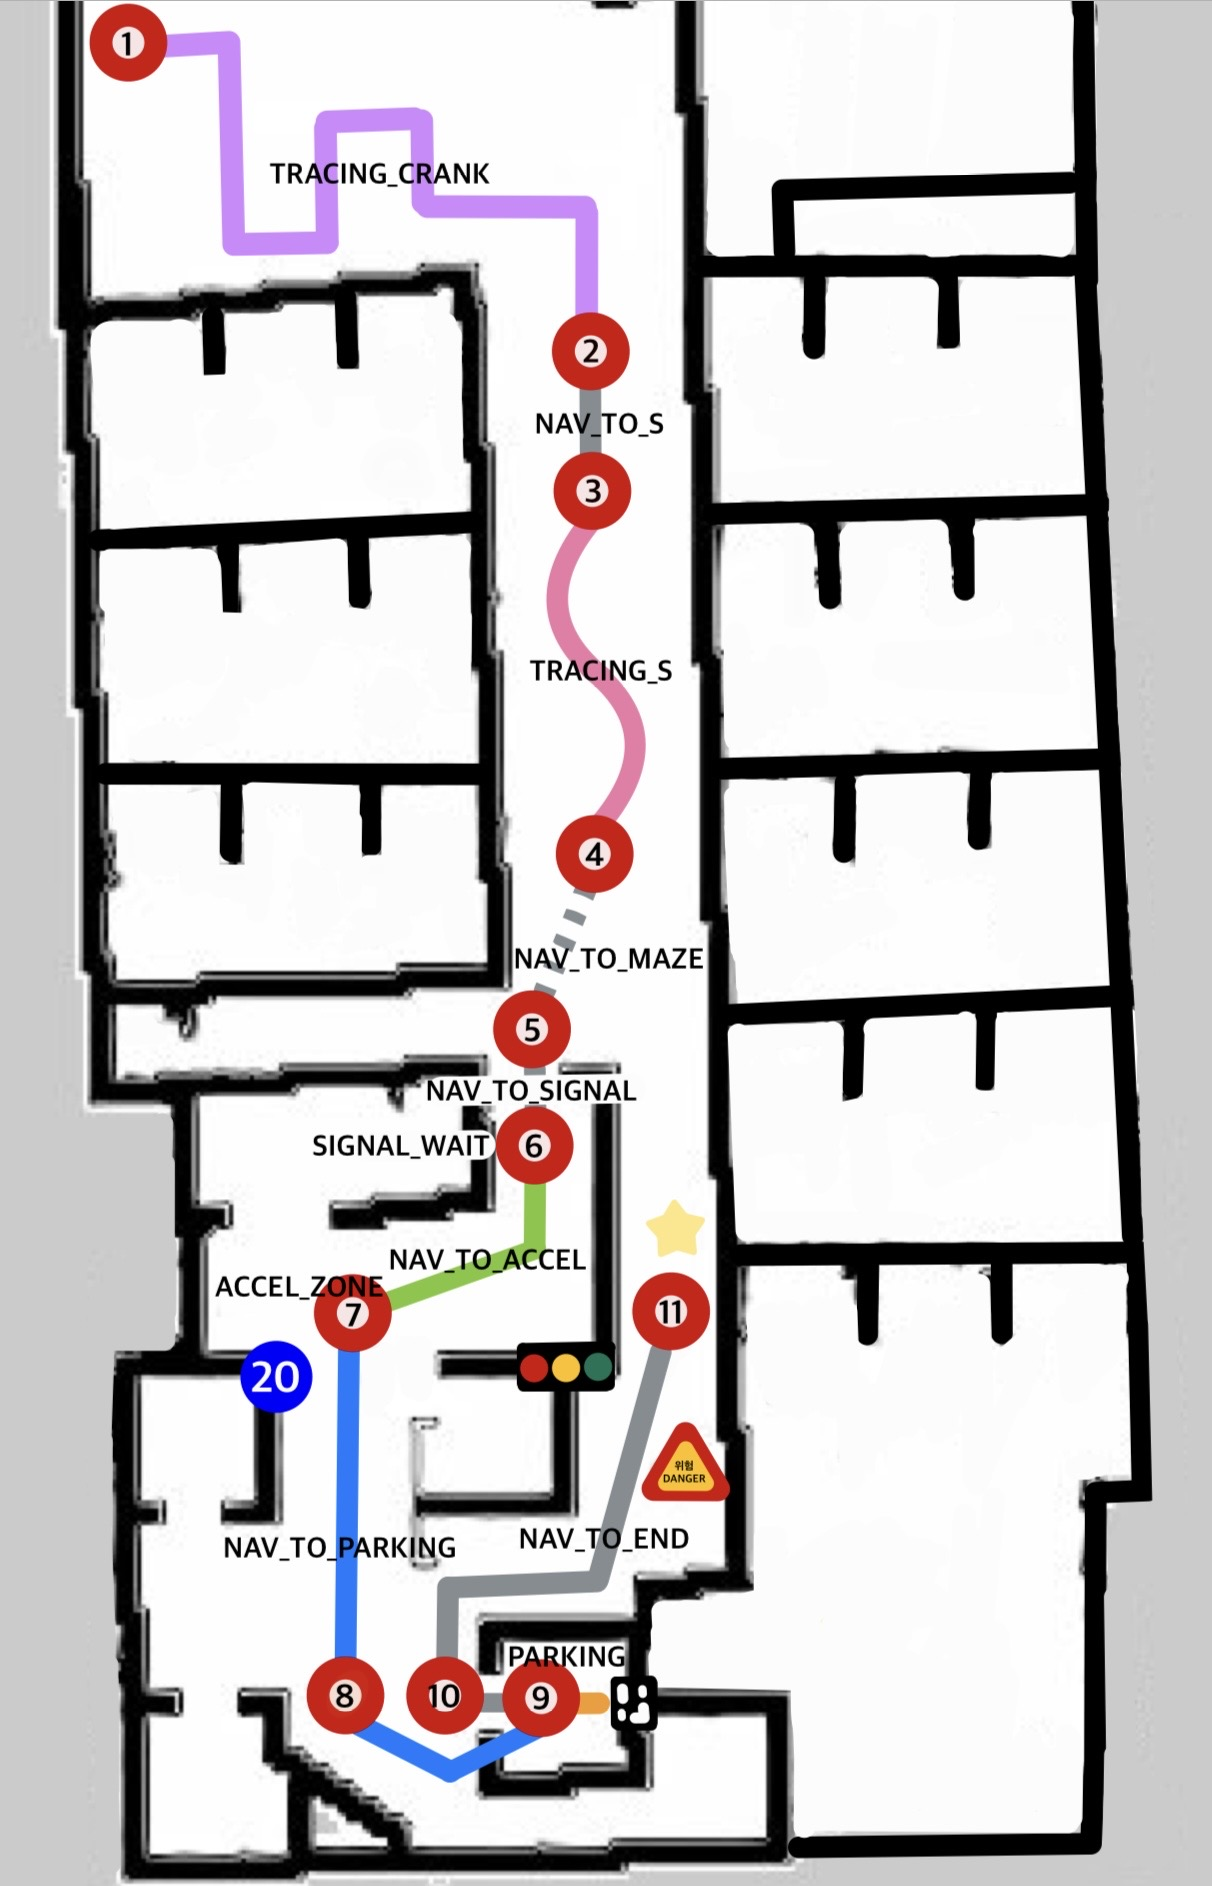 1
TRACING_CRANK
2
NAV_TO_S
3
TRACING_S
4
NAV_TO_MAZE
5
NAV_TO_SIGNAL
SIGNAL_WAIT
6
NAV_TO_ACCEL
ACCEL_ZONE
7
11
20
위험
DANGER
NAV_TO_END
NAV_TO_PARKING
PARKING
8
10
9